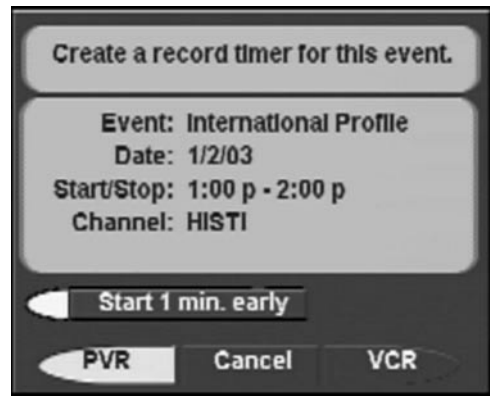 Create a record timer for this event.
Event: International Profile
Date: 1/2/03
Start/Stop: 1:00 p - 2:00 p
Channel: HISTI
Start 1 min. early
PVR Cancel VCR